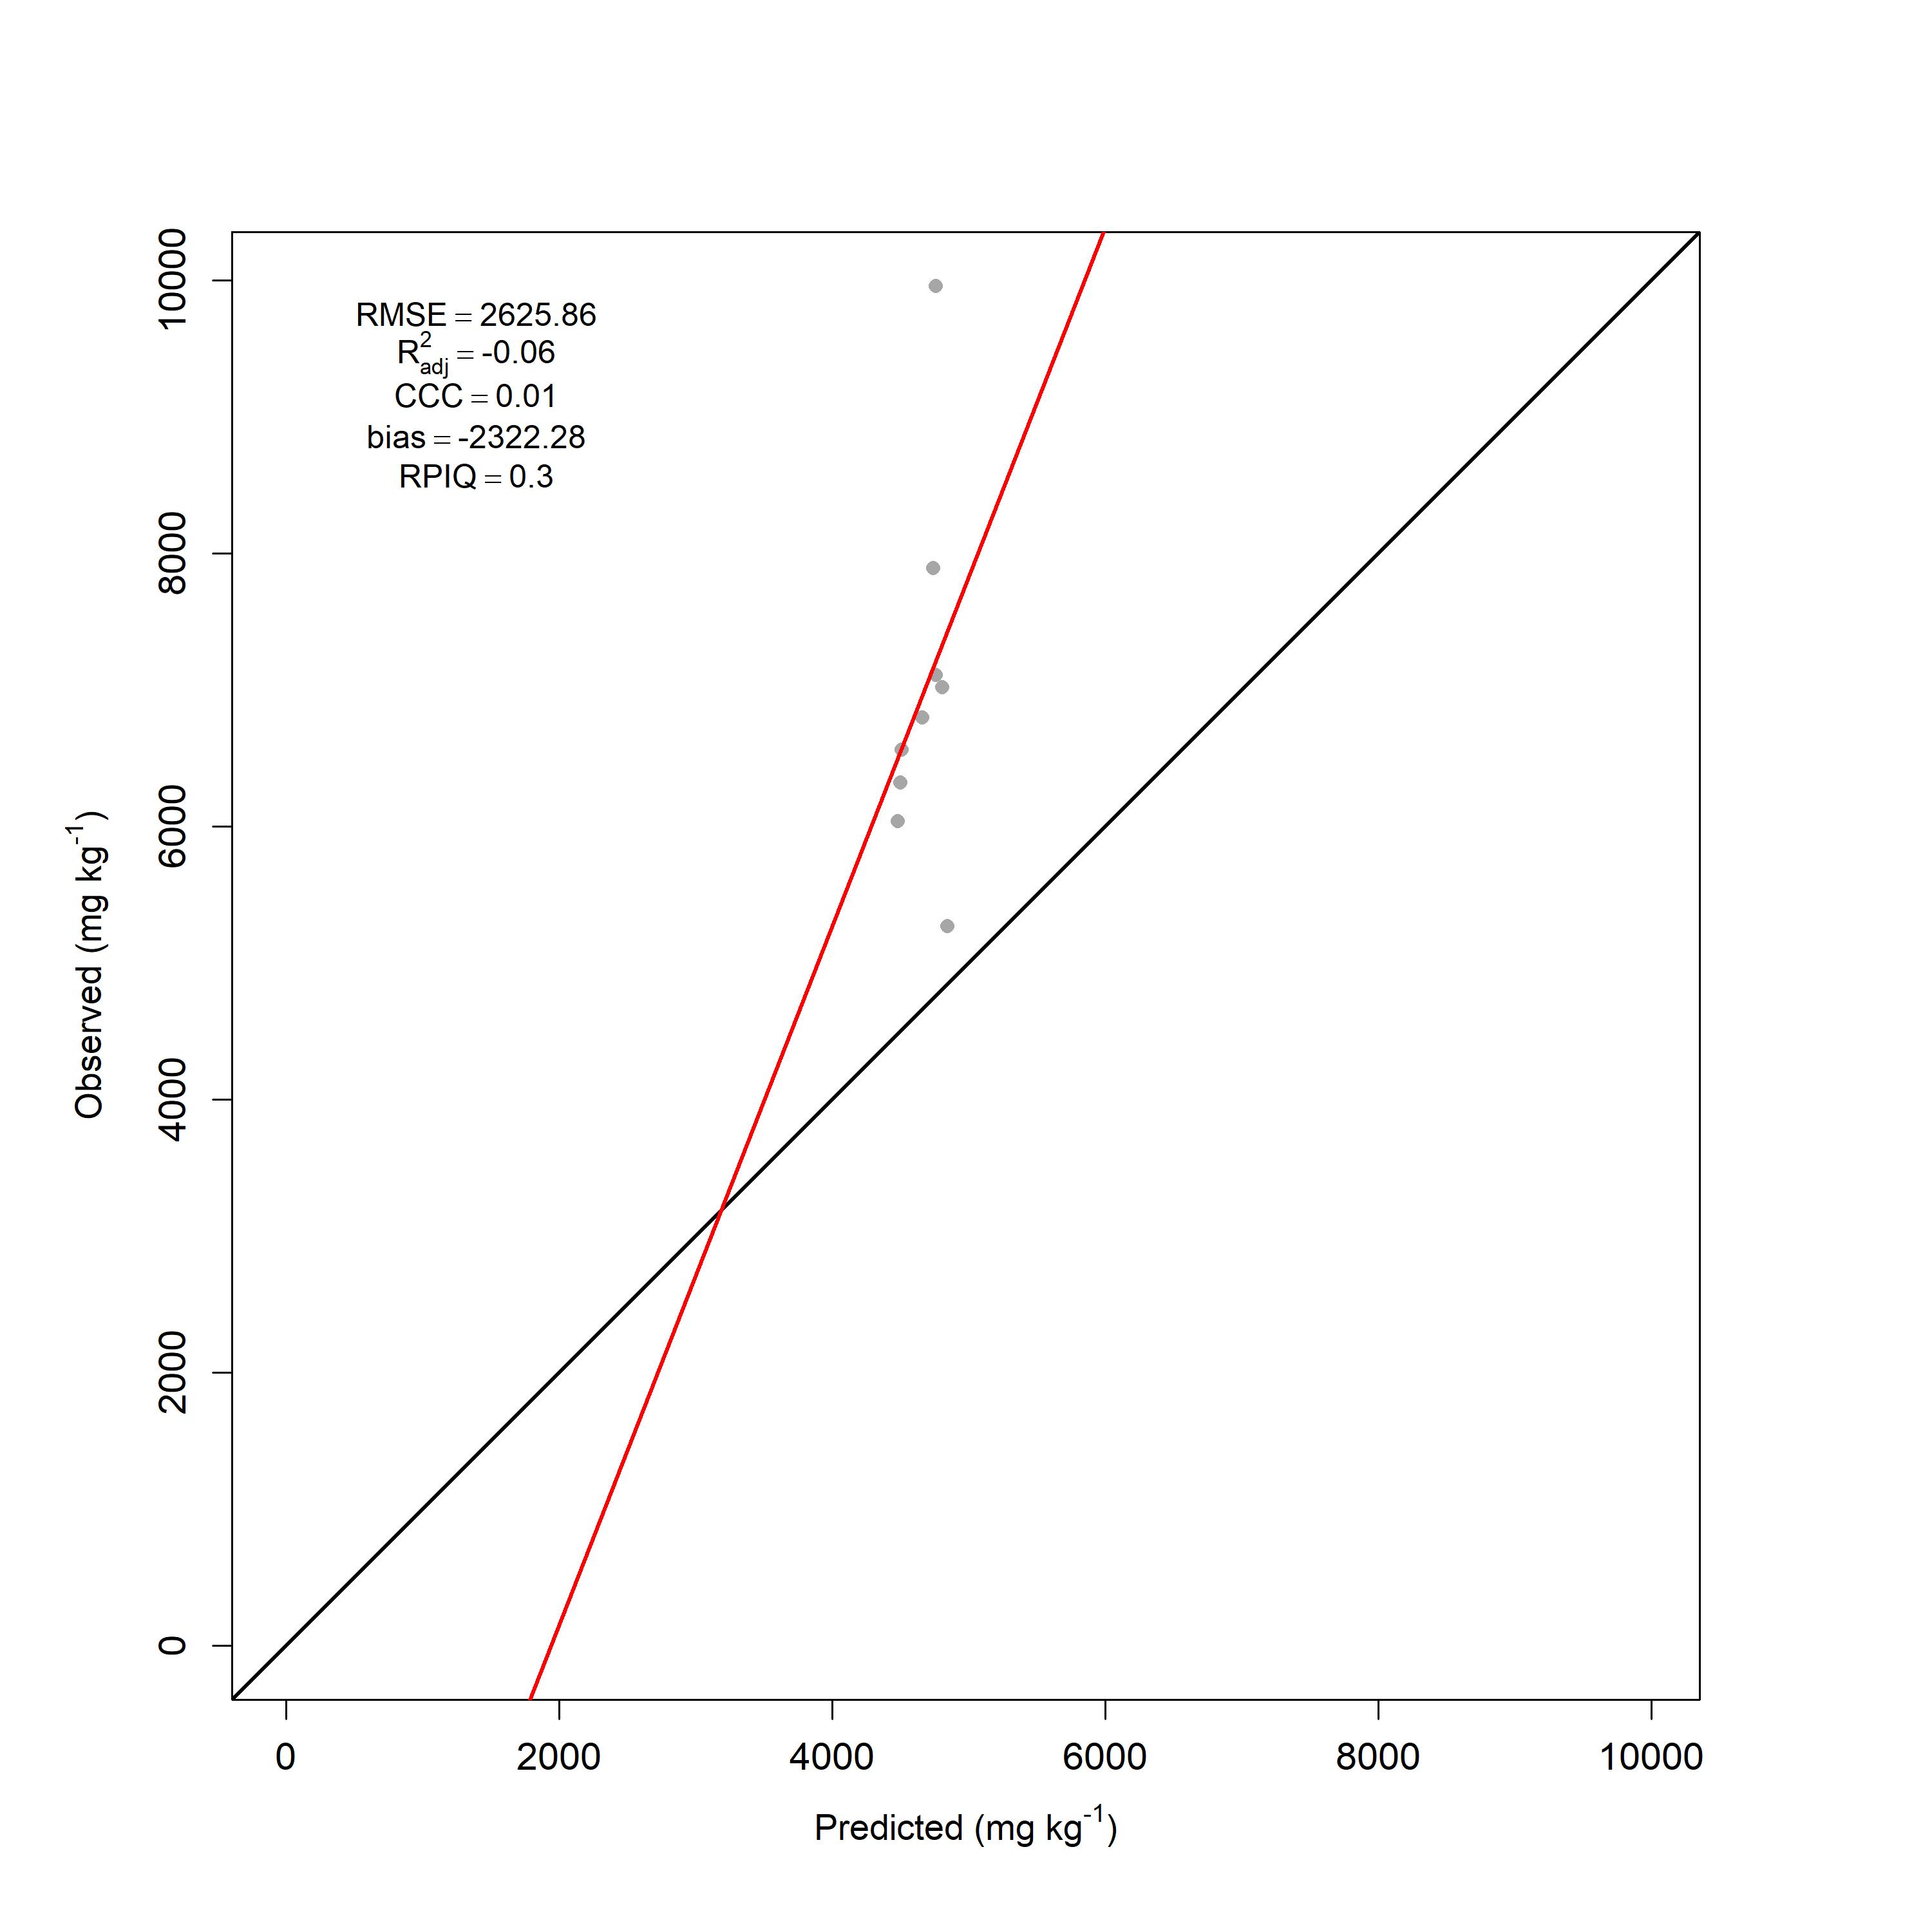 RMSE = 2625.86
R²adj = -0.06
CCC = 0.01
bias = -2322.28
RPIQ = 0.3
Observed (mg kg⁻¹)
10000
8000
6000
4000
2000
0
0 2000 4000 6000 8000 10000
Predicted (mg kg⁻¹)